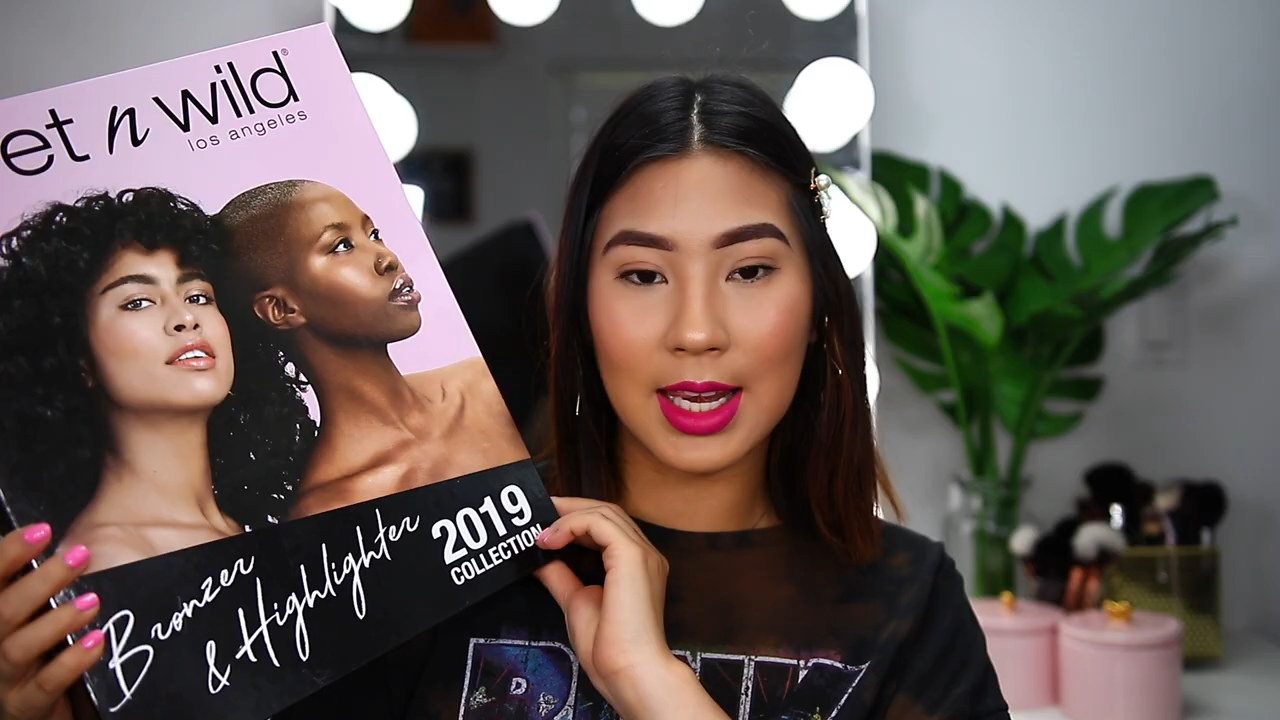 et n wild®
los angeles
Bronzer
& Highlighter
2019
COLLECTION